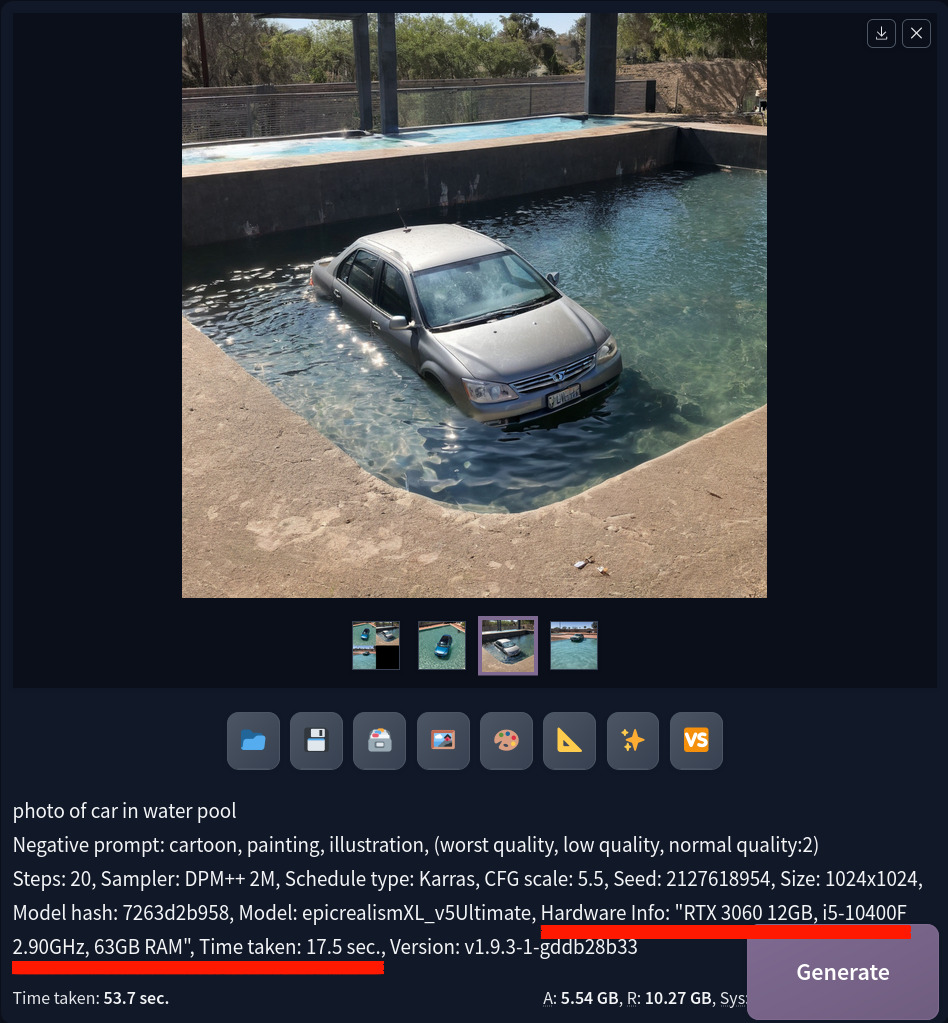 VS
photo of car in water pool
Negative prompt: cartoon, painting, illustration, (worst quality, low quality, normal quality:2)
Steps: 20, Sampler: DPM++ 2M, Schedule type: Karras, CFG scale: 5.5, Seed: 2127618954, Size: 1024x1024,
Model hash: 7263d2b958, Model: epicrealismXL_v5Ultimate, Hardware Info: "RTX 3060 12GB, i5-10400F
2.90GHz, 63GB RAM", Time taken: 17.5 sec., Version: v1.9.3-1-gddb28b33
Generate
Time taken: 53.7 sec.
A: 5.54 GB, R: 10.27 GB, Sys: